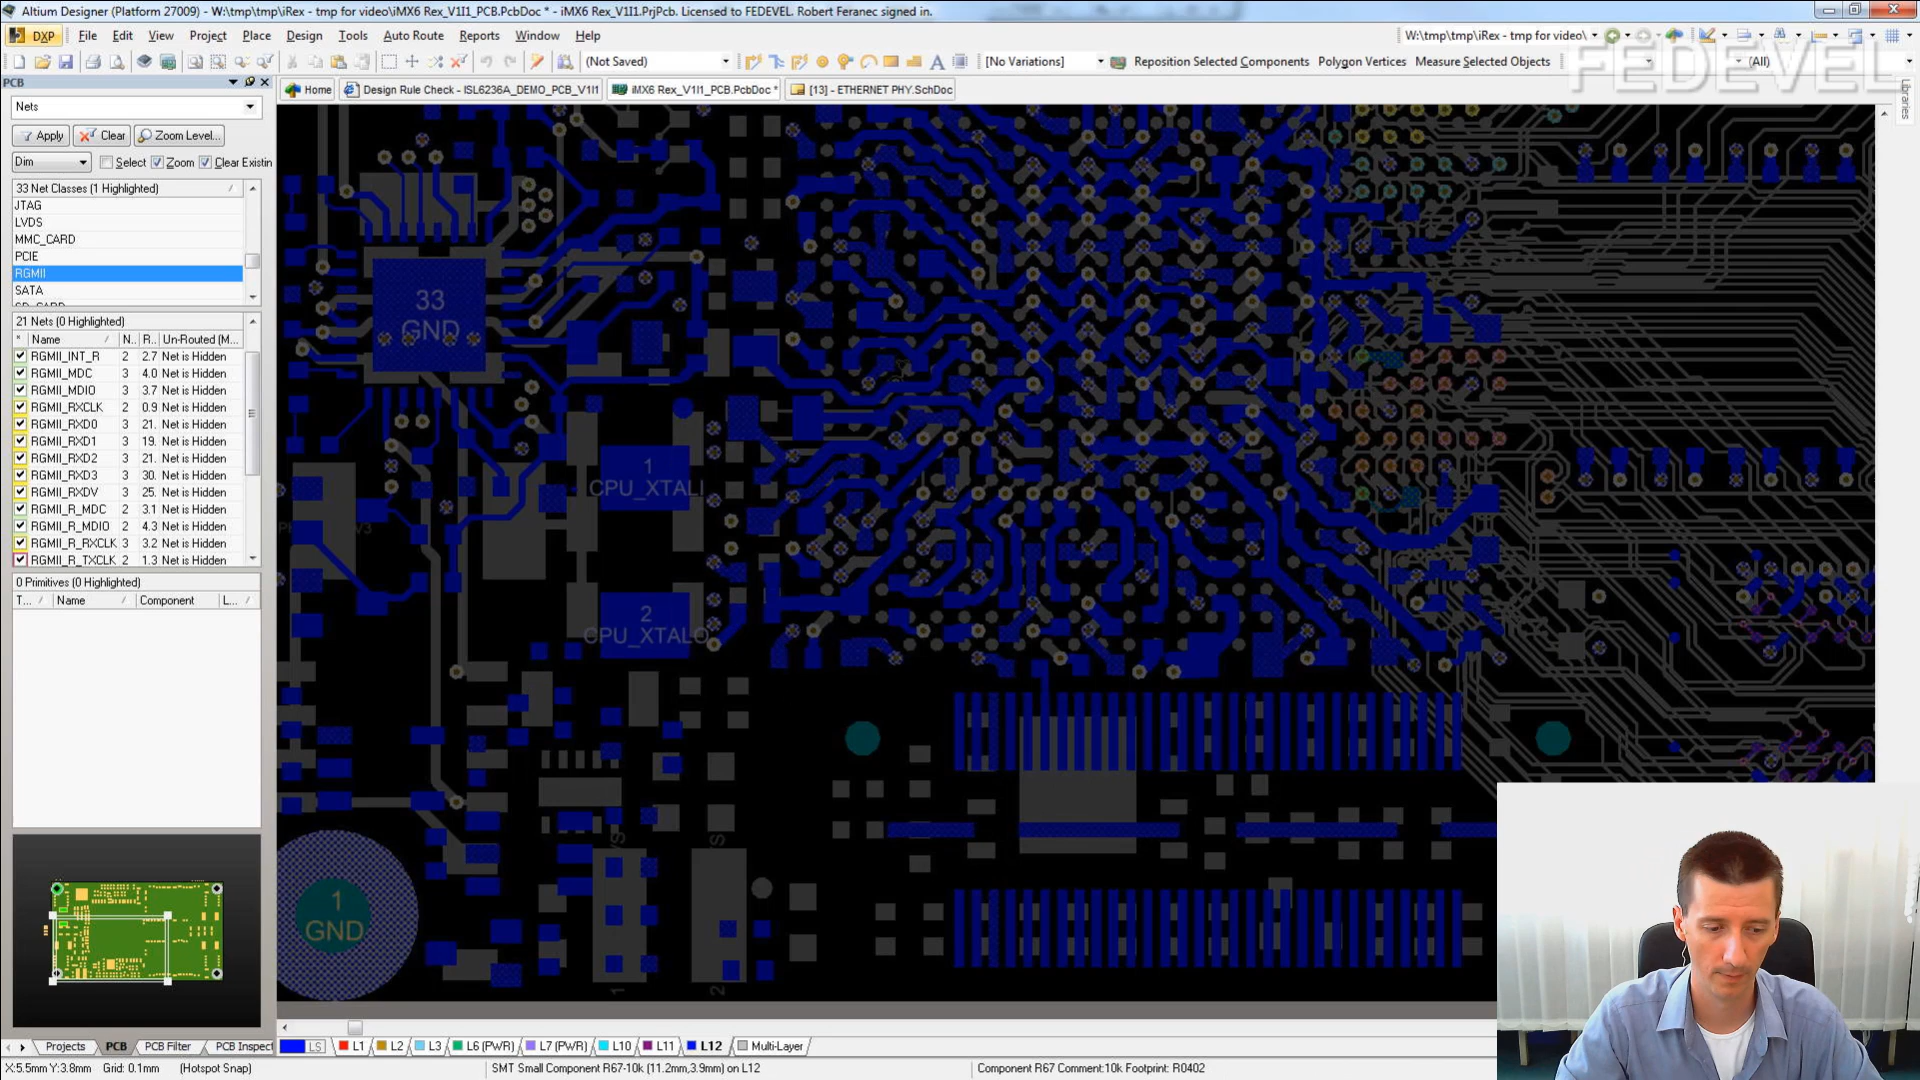 Altium Designer (Platform 27009) - W:\tmp\tmp\iRex - tmp for video\iMX6 Rex_V1I1_PCB.PcbDoc * - iMX6 Rex_V1I1.PrjPcb. Licensed to FEDEVEL. Robert Feranec signed in.
DXP File Edit View Project Place Design Tools Auto Route Reports Window Help
W:\tmp\tmp\iRex - tmp for video\
(Not Saved) [No Variations] Reposition Selected Components Polygon Vertices Measure Selected Objects (All)
FEDEVEL
PCB
Home Design Rule Check - ISL6236A_DEMO_PCB_V1I1 iMX6 Rex_V1I1_PCB.PcbDoc * [13] - ETHERNET PHY.SchDoc
Libraries
Nets
Apply Clear Zoom Level...
Dim Select Zoom Clear Existin
33 Net Classes (1 Highlighted)
JTAG
LVDS
MMC_CARD
PCIE
RGMII
SATA
21 Nets (0 Highlighted)
* Name N.. R.. Un-Routed (M...
RGMII_INT_R 2 2.7 Net is Hidden
RGMII_MDC 3 4.0 Net is Hidden
RGMII_MDIO 3 3.7 Net is Hidden
RGMII_RXCLK 2 0.9 Net is Hidden
RGMII_RXD0 3 21. Net is Hidden
RGMII_RXD1 3 19. Net is Hidden
RGMII_RXD2 3 21. Net is Hidden
RGMII_RXD3 3 30. Net is Hidden
RGMII_RXDV 3 25. Net is Hidden
RGMII_R_MDC 2 3.1 Net is Hidden
RGMII_R_MDIO 2 4.3 Net is Hidden
RGMII_R_RXCLK 3 3.2 Net is Hidden
RGMII_R_TXCLK 2 1.3 Net is Hidden
0 Primitives (0 Highlighted)
T... Name Component L...
33
GND
1
CPU_XTALI
2
CPU_XTALO
1
GND
1
2
Projects PCB PCB Filter PCB Inspect
LS L1 L2 L3 L6 (PWR) L7 (PWR) L10 L11 L12 Multi-Layer
X:5.5mm Y:3.8mm Grid: 0.1mm (Hotspot Snap) SMT Small Component R67-10k (11.2mm,3.9mm) on L12 Component R67 Comment:10k Footprint: R0402